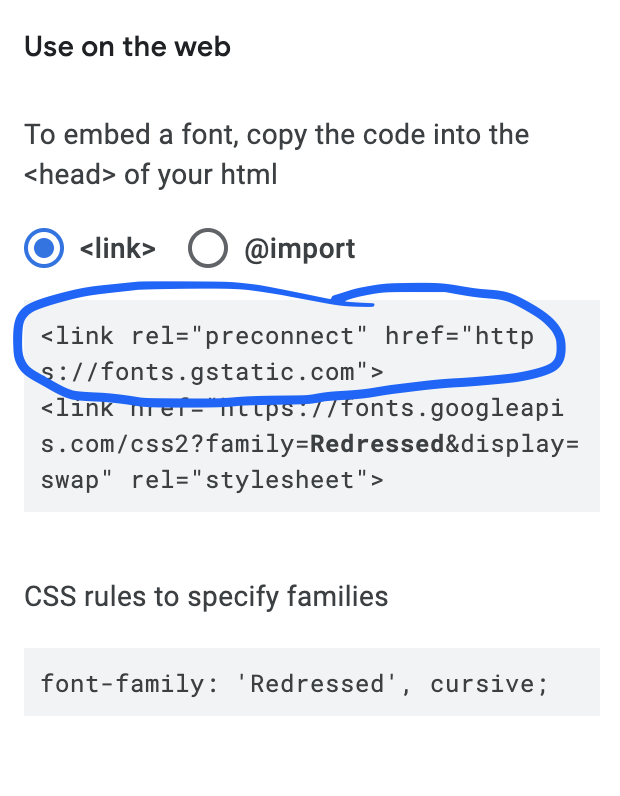 Use on the web
To embed a font, copy the code into the
<head> of your html
<link> @import
<link rel="preconnect" href="http
s://fonts.gstatic.com">
<link href="https://fonts.googleapi
s.com/css2?family=Redressed&display=
swap" rel="stylesheet">
CSS rules to specify families
font-family: 'Redressed', cursive;